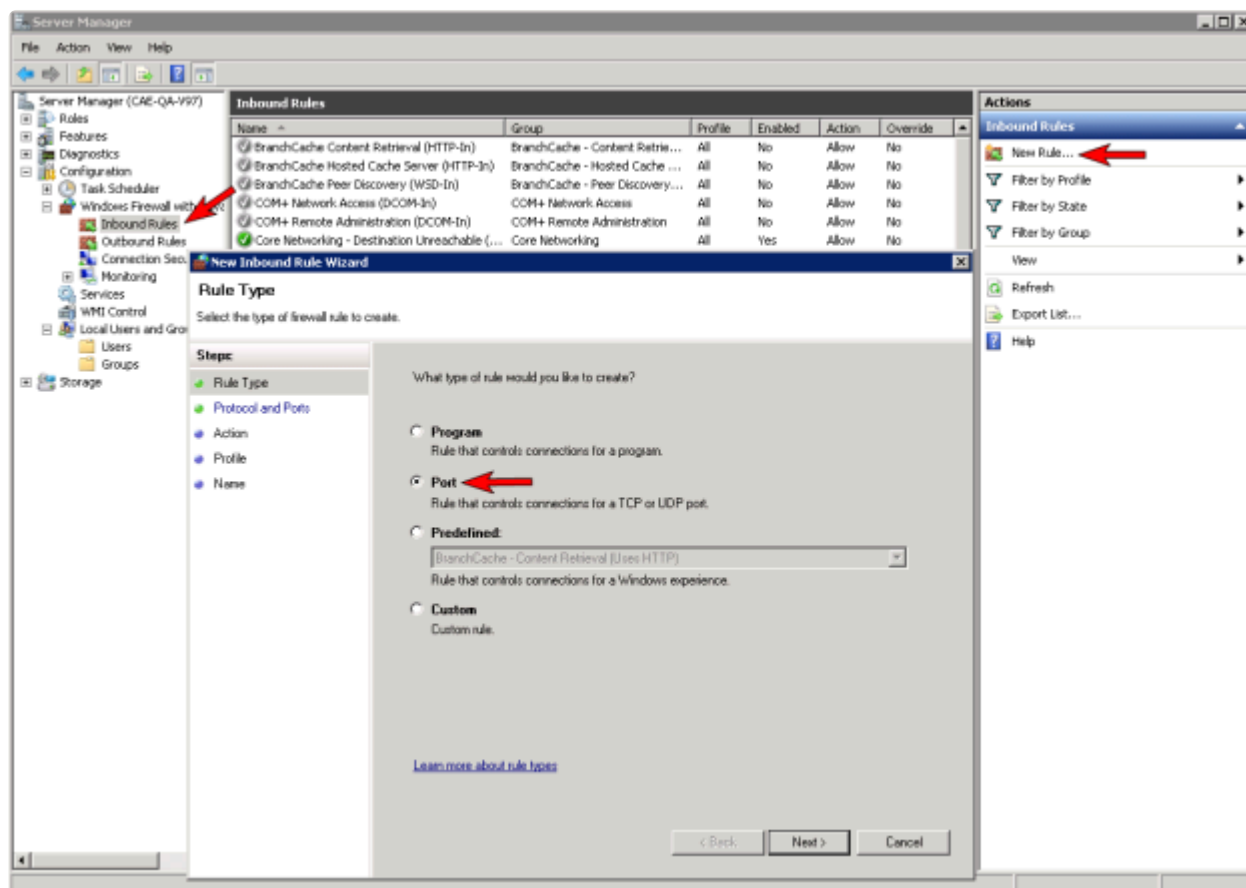 Server Manager
File Action View Help
Server Manager (CAE-QA-V97)
Roles
Features
Diagnostics
Configuration
Task Scheduler
Windows Firewall with
Inbound Rules
Outbound Rules
Connection Sec
Monitoring
Services
WMI Control
Local Users and Gro
Users
Groups
Storage
Inbound Rules
Name Group Profile Enabled Action Override
BranchCache Content Retrieval (HTTP-In) BranchCache - Content Retrie... All No Allow No
BranchCache Hosted Cache Server (HTTP-In) BranchCache - Hosted Cache ... All No Allow No
BranchCache Peer Discovery (WSD-In) BranchCache - Peer Discovery... All No Allow No
COM+ Network Access (DCOM-In) COM+ Network Access All No Allow No
COM+ Remote Administration (DCOM-In) COM+ Remote Administration All No Allow No
Core Networking - Destination Unreachable (... Core Networking All Yes Allow No
New Inbound Rule Wizard
Rule Type
Select the type of firewall rule to create.
Steps:
Rule Type
Protocol and Ports
Action
Profile
Name
What type of rule would you like to create?
Program
Rule that controls connections for a program.
Port
Rule that controls connections for a TCP or UDP port.
Predefined:
BranchCache - Content Retrieval (Uses HTTP)
Rule that controls connections for a Windows experience.
Custom
Custom rule.
Learn more about rule types
< Back Next > Cancel
Actions
Inbound Rules
New Rule...
Filter by Profile
Filter by State
Filter by Group
View
Refresh
Export List...
Help